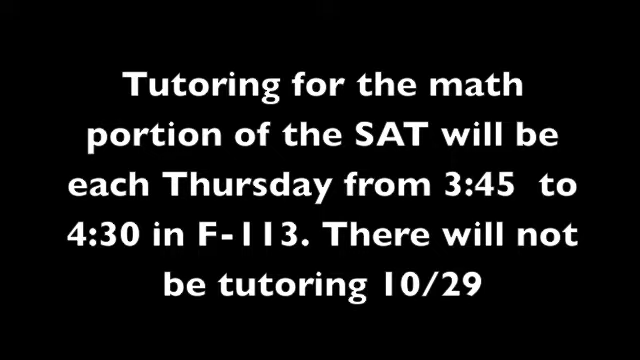 Tutoring for the math
portion of the SAT will be
each Thursday from 3:45  to
4:30 in F-113. There will not
be tutoring 10/29